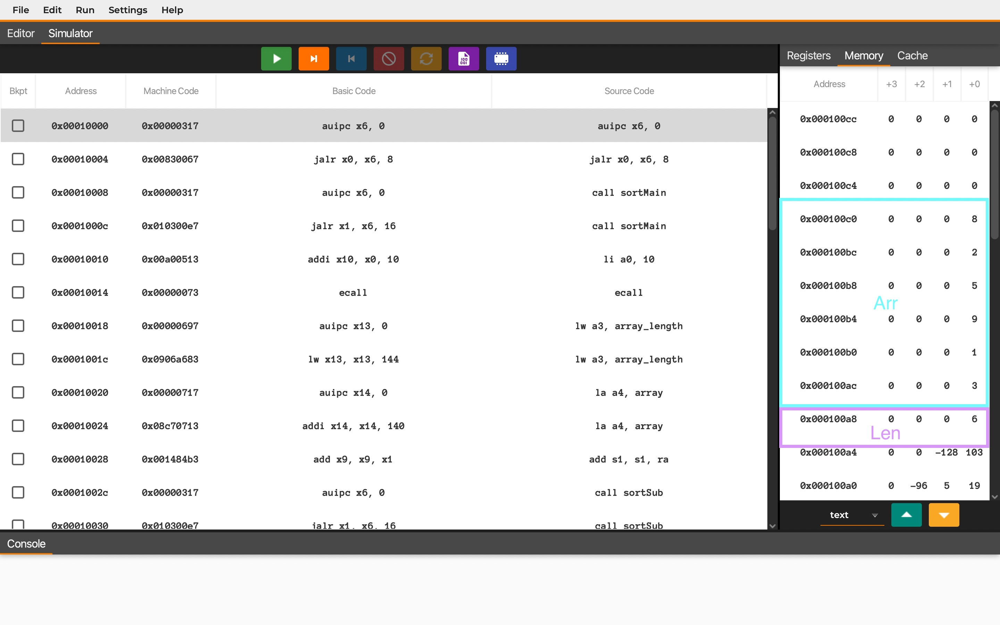 File Edit Run Settings Help
Editor Simulator
Registers Memory Cache
Bkpt Address Machine Code Basic Code Source Code
0x00010000 0x00000317 auipc x6, 0 auipc x6, 0
0x00010004 0x00830067 jalr x0, x6, 8 jalr x0, x6, 8
0x00010008 0x00000317 auipc x6, 0 call sortMain
0x0001000c 0x010300e7 jalr x1, x6, 16 call sortMain
0x00010010 0x00a00513 addi x10, x0, 10 li a0, 10
0x00010014 0x00000073 ecall ecall
0x00010018 0x00000697 auipc x13, 0 lw a3, array_length
0x0001001c 0x0906a683 lw x13, x13, 144 lw a3, array_length
0x00010020 0x00000717 auipc x14, 0 la a4, array
0x00010024 0x08c70713 addi x14, x14, 140 la a4, array
0x00010028 0x001484b3 add x9, x9, x1 add s1, s1, ra
0x0001002c 0x00000317 auipc x6, 0 call sortSub
0x00010030 0x010300e7 jalr x1, x6, 16 call sortSub
Address +3 +2 +1 +0
0x000100cc 0 0 0 0
0x000100c8 0 0 0 0
0x000100c4 0 0 0 0
0x000100c0 0 0 0 8
0x000100bc 0 0 0 2
0x000100b8 0 0 0 5
Arr
0x000100b4 0 0 0 9
0x000100b0 0 0 0 1
0x000100ac 0 0 0 3
0x000100a8 0 0 0 6
Len
0x000100a4 0 0 -128 103
0x000100a0 0 -96 5 19
text
Console